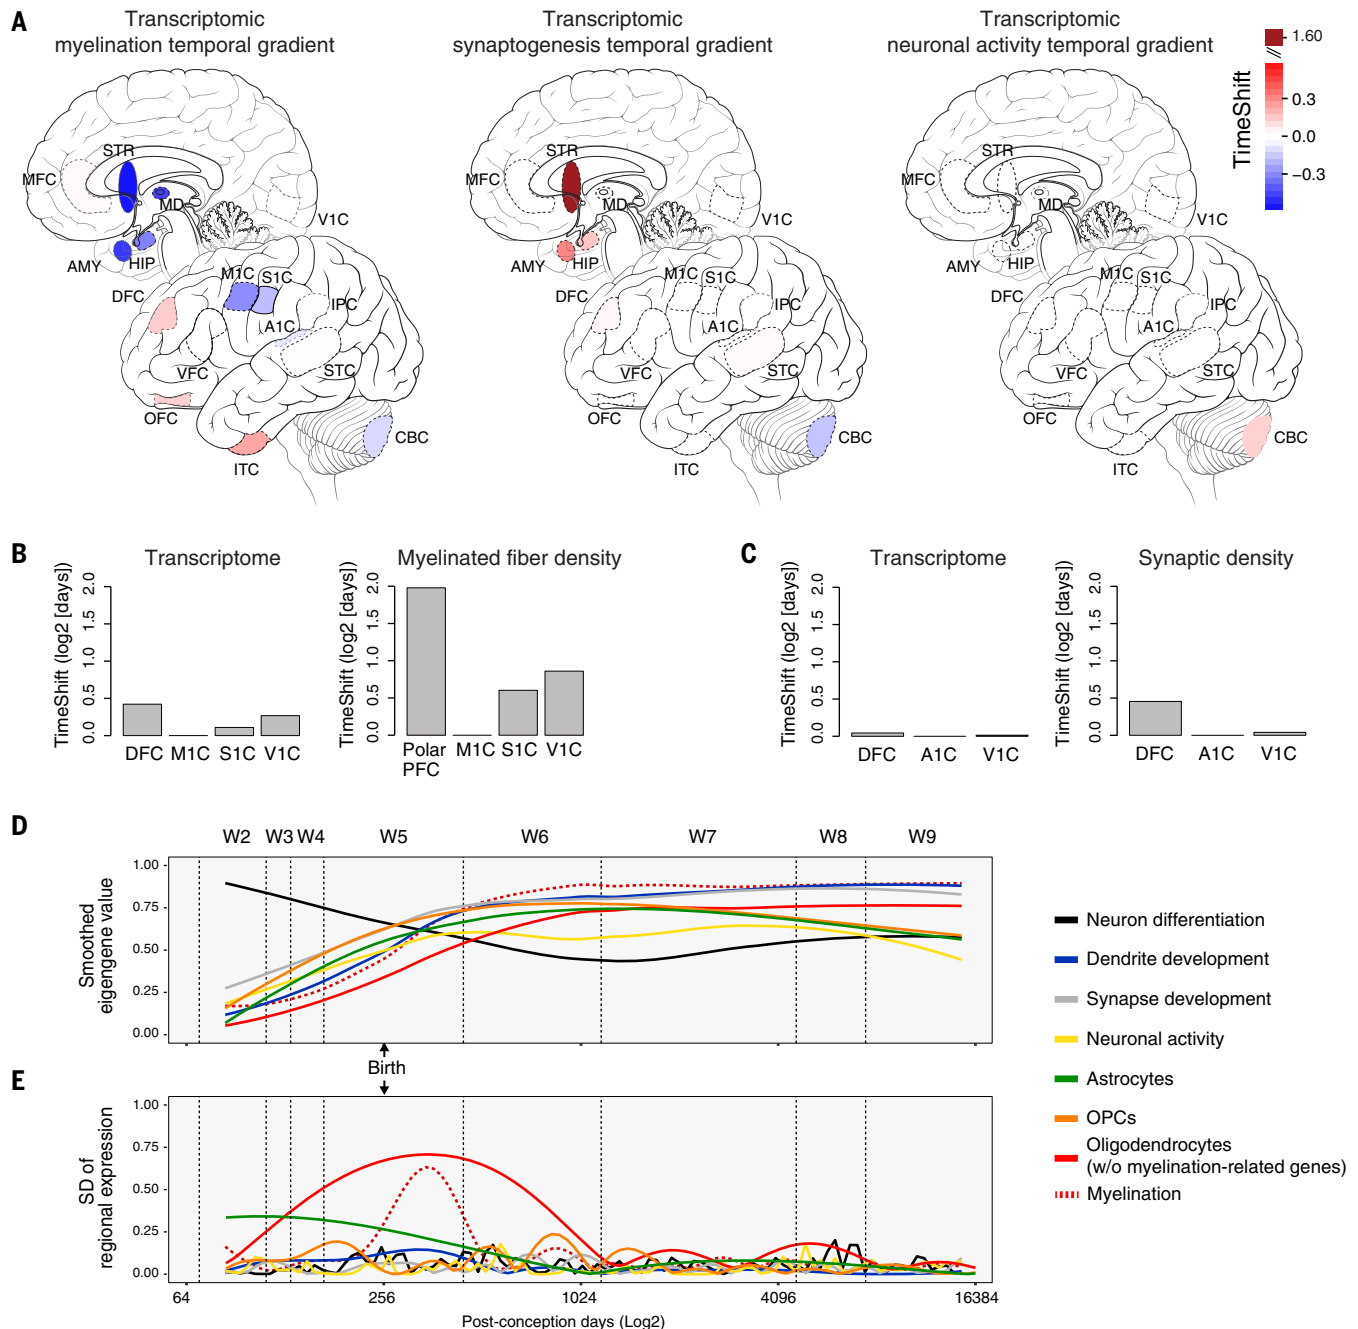 A
Transcriptomic
myelination temporal gradient
Transcriptomic
synaptogenesis temporal gradient
Transcriptomic
neuronal activity temporal gradient
TimeShift
1.60
0.3
0.0
−0.3
STR
MFC
MD
V1C
AMY
HIP
M1C
S1C
DFC
IPC
A1C
VFC
STC
OFC
CBC
ITC
STR
MFC
MD
V1C
AMY
HIP
M1C
S1C
DFC
IPC
A1C
VFC
STC
OFC
CBC
ITC
STR
MFC
MD
V1C
AMY
HIP
M1C
S1C
DFC
IPC
A1C
VFC
STC
OFC
CBC
ITC
B
Transcriptome
TimeShift (log2 [days])
2.0
1.5
1.0
0.5
0.0
DFC M1C S1C V1C
Myelinated fiber density
TimeShift (log2 [days])
2.0
1.5
1.0
0.5
0.0
Polar PFC M1C S1C V1C
C
Transcriptome
TimeShift (log2 [days])
2.0
1.5
1.0
0.5
0.0
DFC A1C V1C
Synaptic density
TimeShift (log2 [days])
2.0
1.5
1.0
0.5
0.0
DFC A1C V1C
D
W2 W3 W4 W5 W6 W7 W8 W9
Smoothed
eigengene value
1.00
0.75
0.50
0.25
0.00
Birth
E
SD of
regional expression
1.00
0.75
0.50
0.25
0.00
64 256 1024 4096 16384
Post-conception days (Log2)
Neuron differentiation
Dendrite development
Synapse development
Neuronal activity
Astrocytes
OPCs
Oligodendrocytes
(w/o myelination-related genes)
Myelination